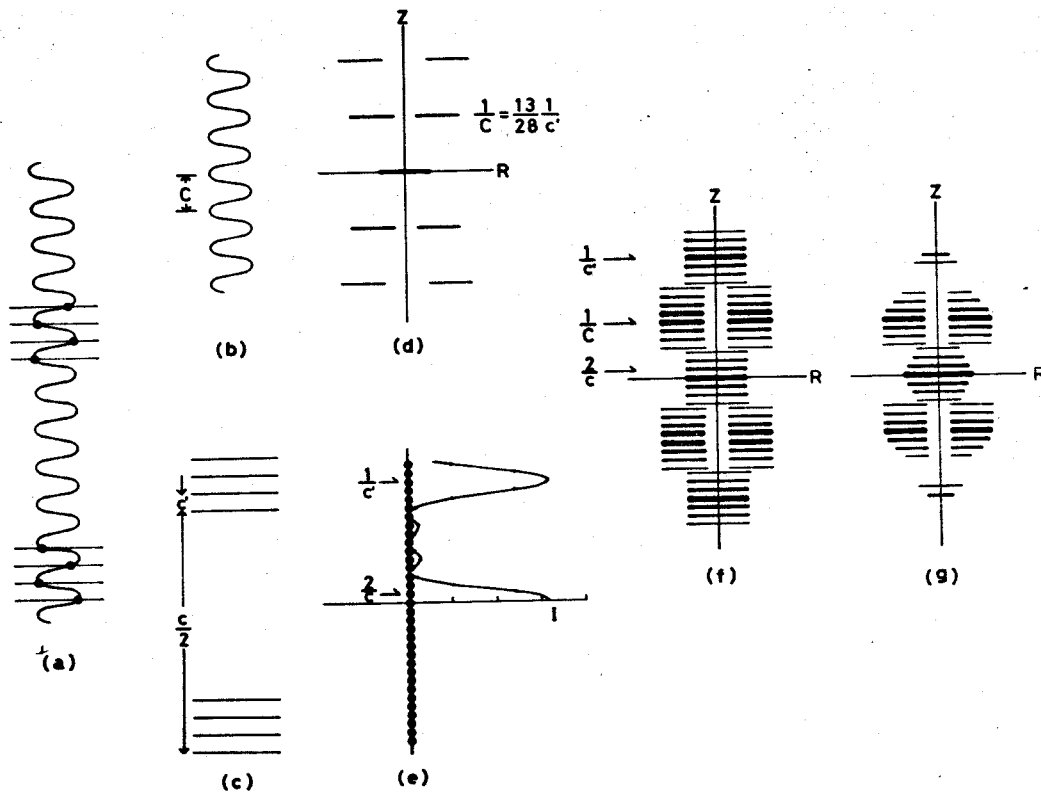 (a)
C
(b)
Z
1/C = 13/28 1/c'
R
(d)
c'
c/2
(c)
1/c'
2/c
I
(e)
Z
1/c'
1/C
2/c
R
(f)
Z
R
(g)